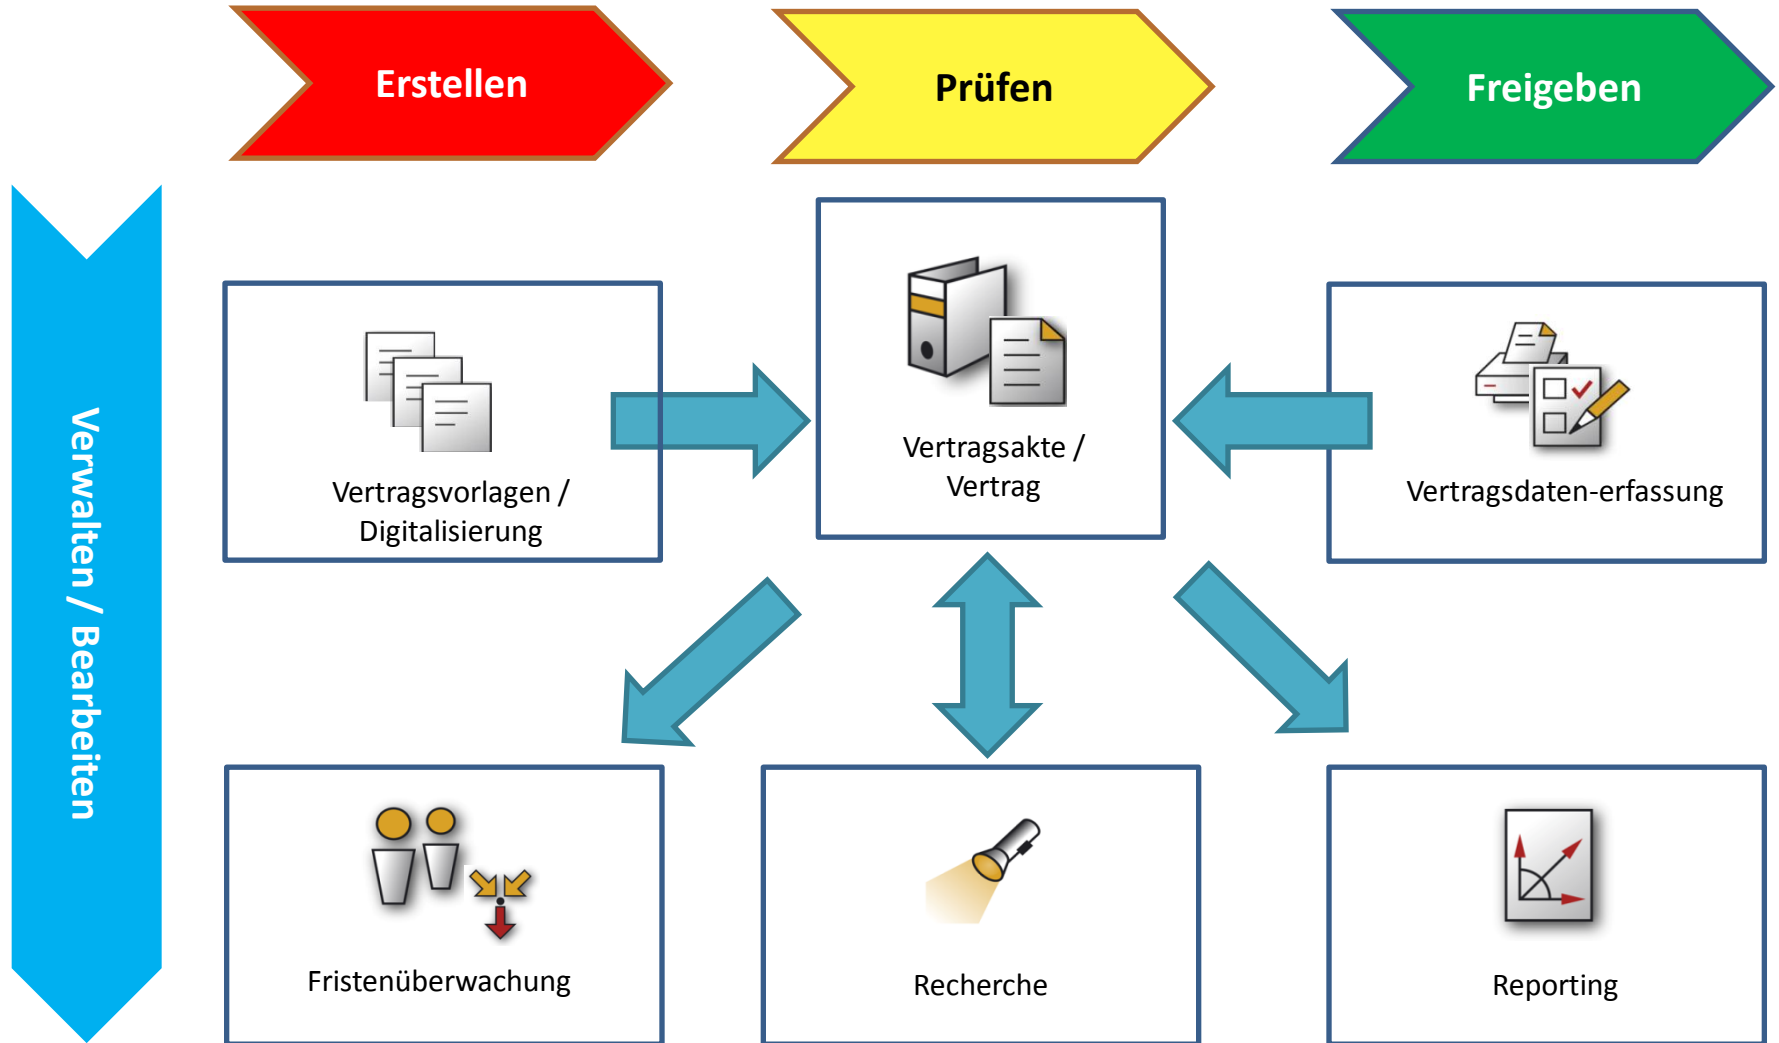 Erstellen
Prüfen
Freigeben
Verwalten / Bearbeiten
Vertragsvorlagen /
Digitalisierung
Vertragsakte /
Vertrag
Vertragsdaten-erfassung
Fristenüberwachung
Recherche
Reporting